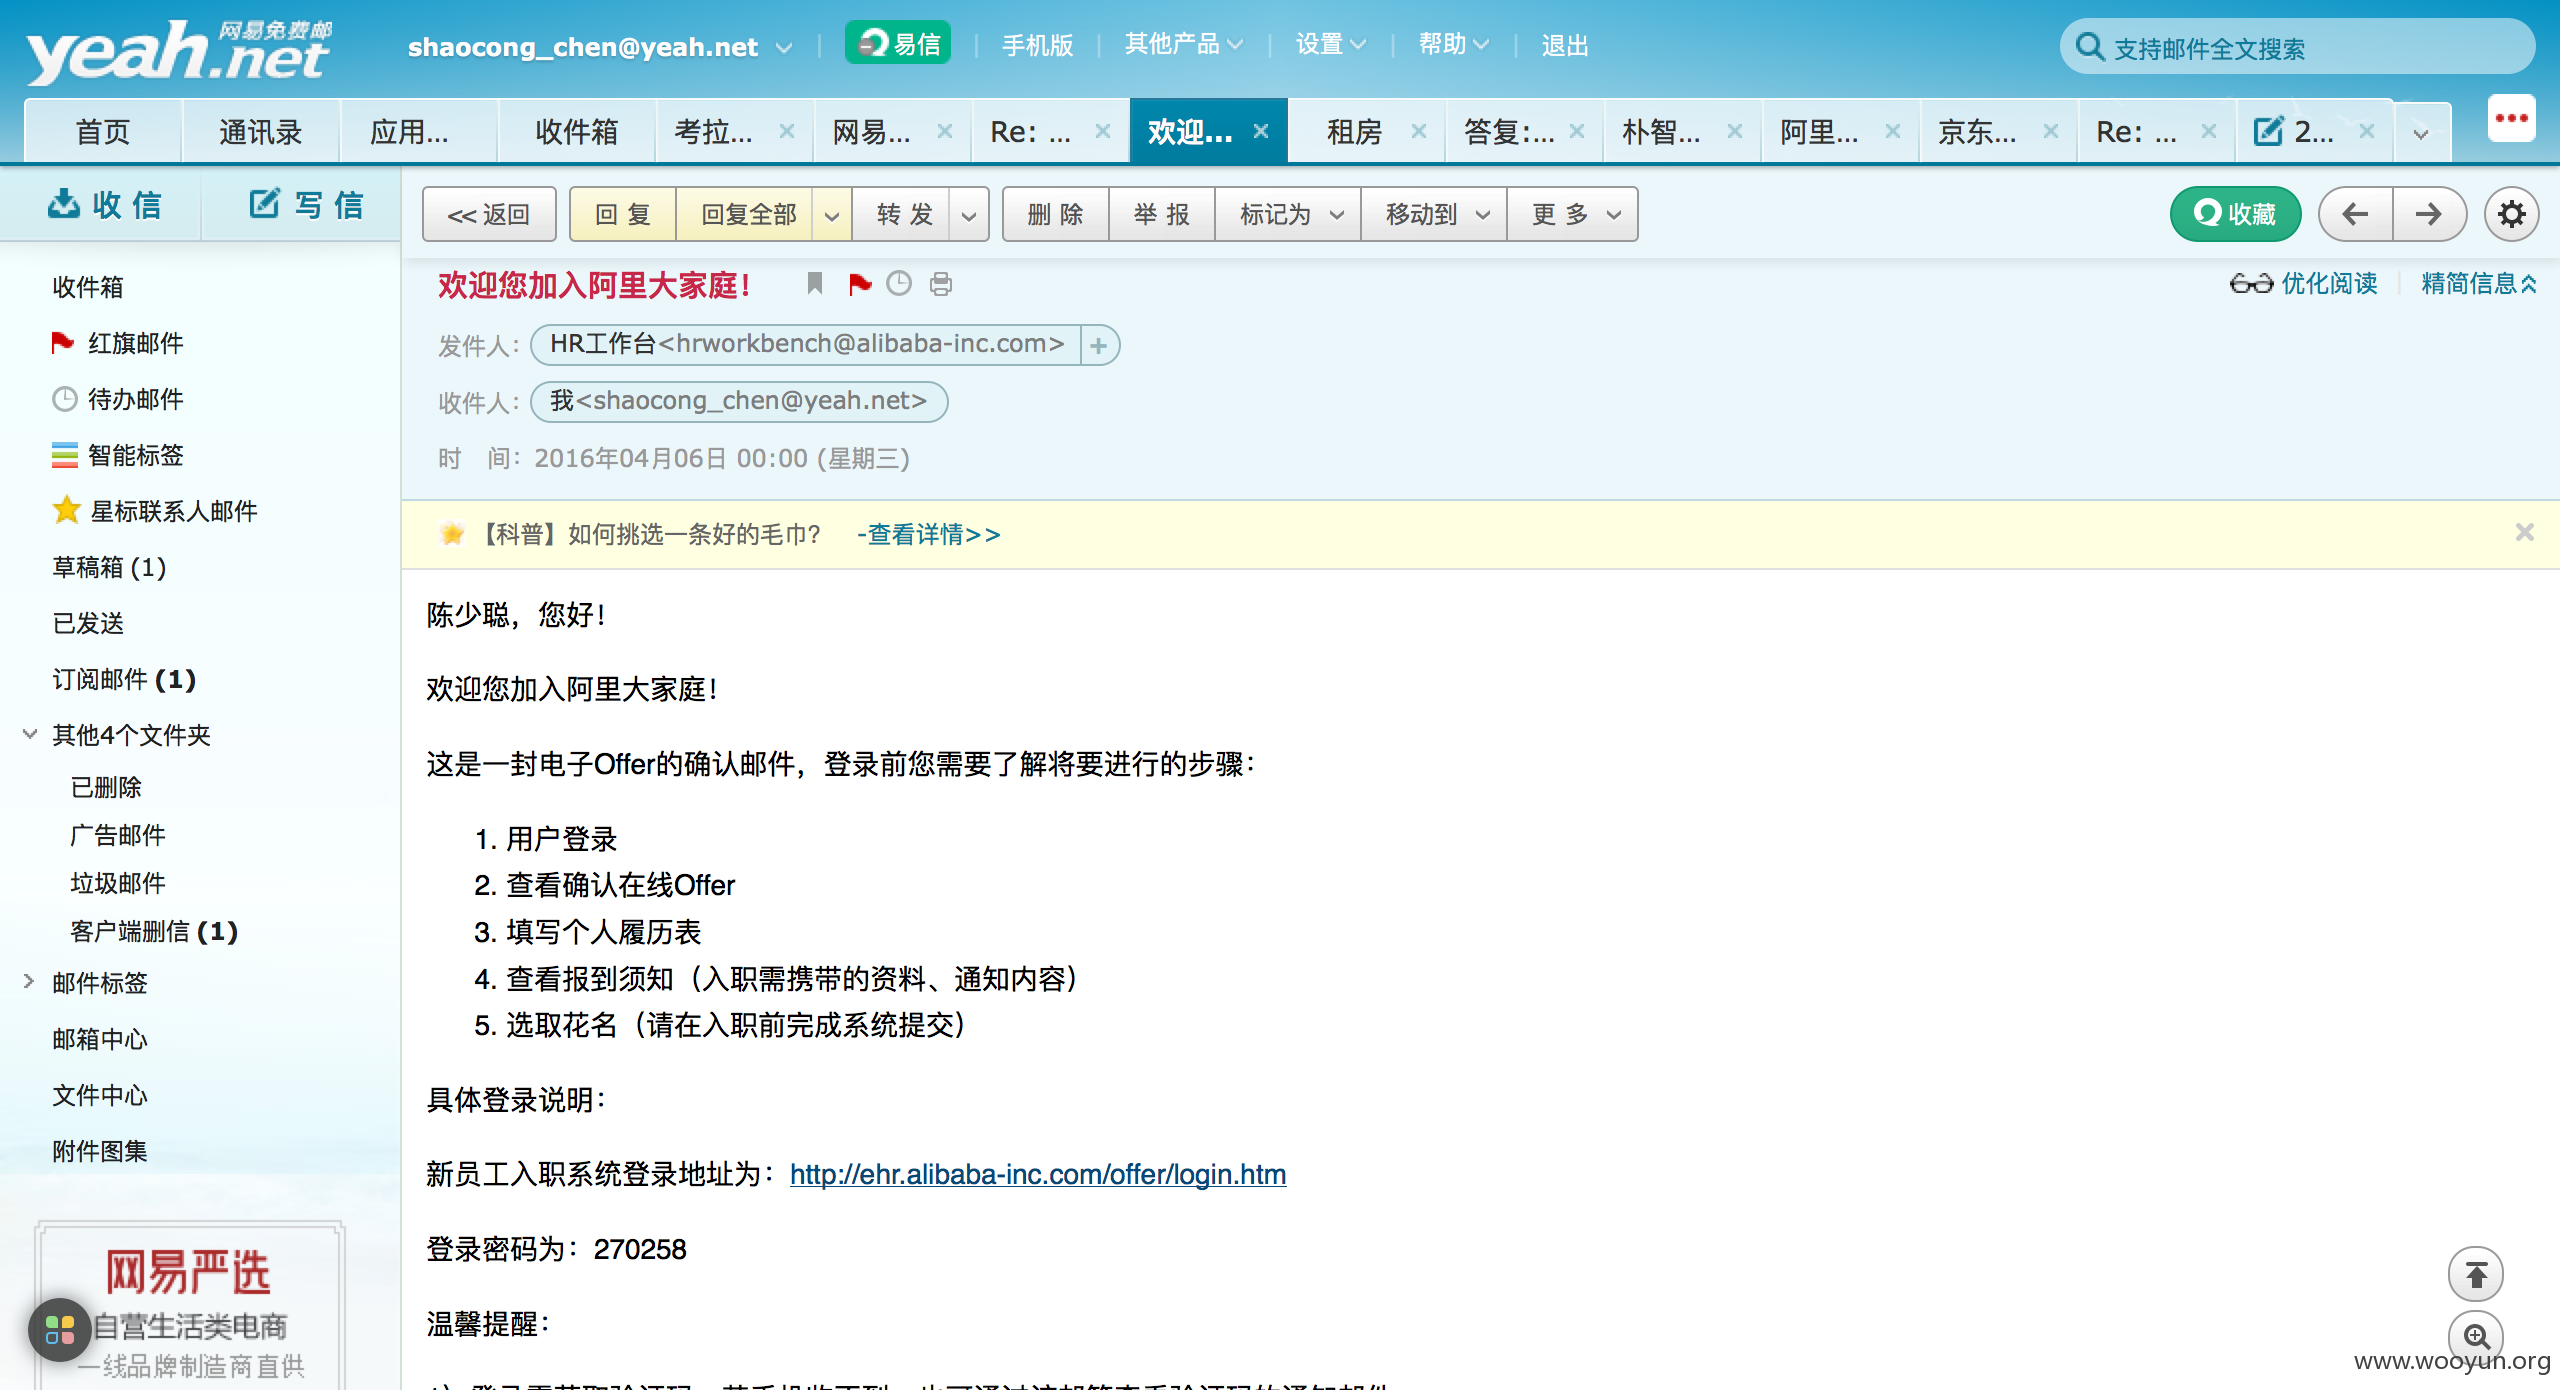 yeah.net 网易免费邮
shaocong_chen@yeah.net 易信 手机版 其他产品 设置 帮助 退出
支持邮件全文搜索
首页 通讯录 应用... 收件箱 考拉... 网易... Re: ... 欢迎... 租房 答复:... 朴智... 阿里... 京东... Re: ... 2...
收 信 写 信
<< 返回 回 复 回复全部 转 发 删 除 举 报 标记为 移动到 更 多 收藏
收件箱
红旗邮件
待办邮件
智能标签
星标联系人邮件
草稿箱 (1)
已发送
订阅邮件 (1)
其他4个文件夹
已删除
广告邮件
垃圾邮件
客户端删信 (1)
邮件标签
邮箱中心
文件中心
附件图集
网易严选
自营生活类电商
一线品牌制造商直供
欢迎您加入阿里大家庭！
优化阅读 精简信息
发件人：HR工作台<hrworkbench@alibaba-inc.com> +
收件人：我<shaocong_chen@yeah.net>
时 间：2016年04月06日 00:00 (星期三)
【科普】如何挑选一条好的毛巾？ -查看详情>>
陈少聪，您好！
欢迎您加入阿里大家庭！
这是一封电子Offer的确认邮件，登录前您需要了解将要进行的步骤：
1. 用户登录
2. 查看确认在线Offer
3. 填写个人履历表
4. 查看报到须知（入职需携带的资料、通知内容）
5. 选取花名（请在入职前完成系统提交）
具体登录说明：
新员工入职系统登录地址为：http://ehr.alibaba-inc.com/offer/login.htm
登录密码为：270258
温馨提醒：
www.wooyun.org